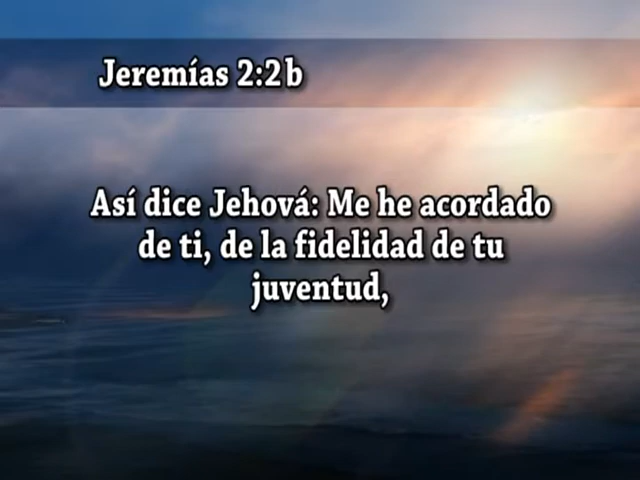 Jeremías 2:2b
Así dice Jehová: Me he acordado
de ti, de la fidelidad de tu
juventud,